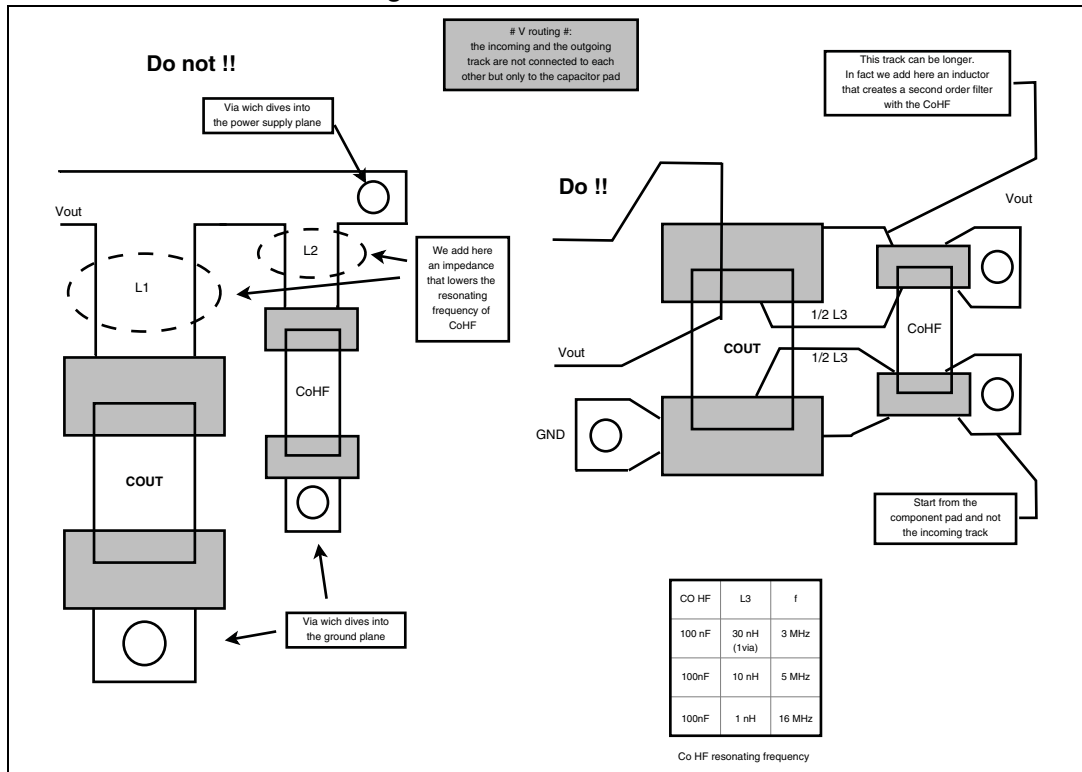 # V routing #:
the incoming and the outgoing
track are not connected to each
other but only to the capacitor pad
Do not !!
This track can be longer.
In fact we add here an inductor
that creates a second order filter
with the CoHF
Via wich dives into
the power supply plane
Do !!
Vout
Vout
L1
L2
We add here
an impedance
that lowers the
resonating
frequency of
CoHF
1/2 L3
CoHF
Vout
COUT
1/2 L3
CoHF
GND
COUT
Start from the
component pad and not
the incoming track
Via wich dives into
the ground plane
CO HF L3 f
100 nF 30 nH 3 MHz
(1via)
100nF 10 nH 5 MHz
100nF 1 nH 16 MHz
Co HF resonating frequency